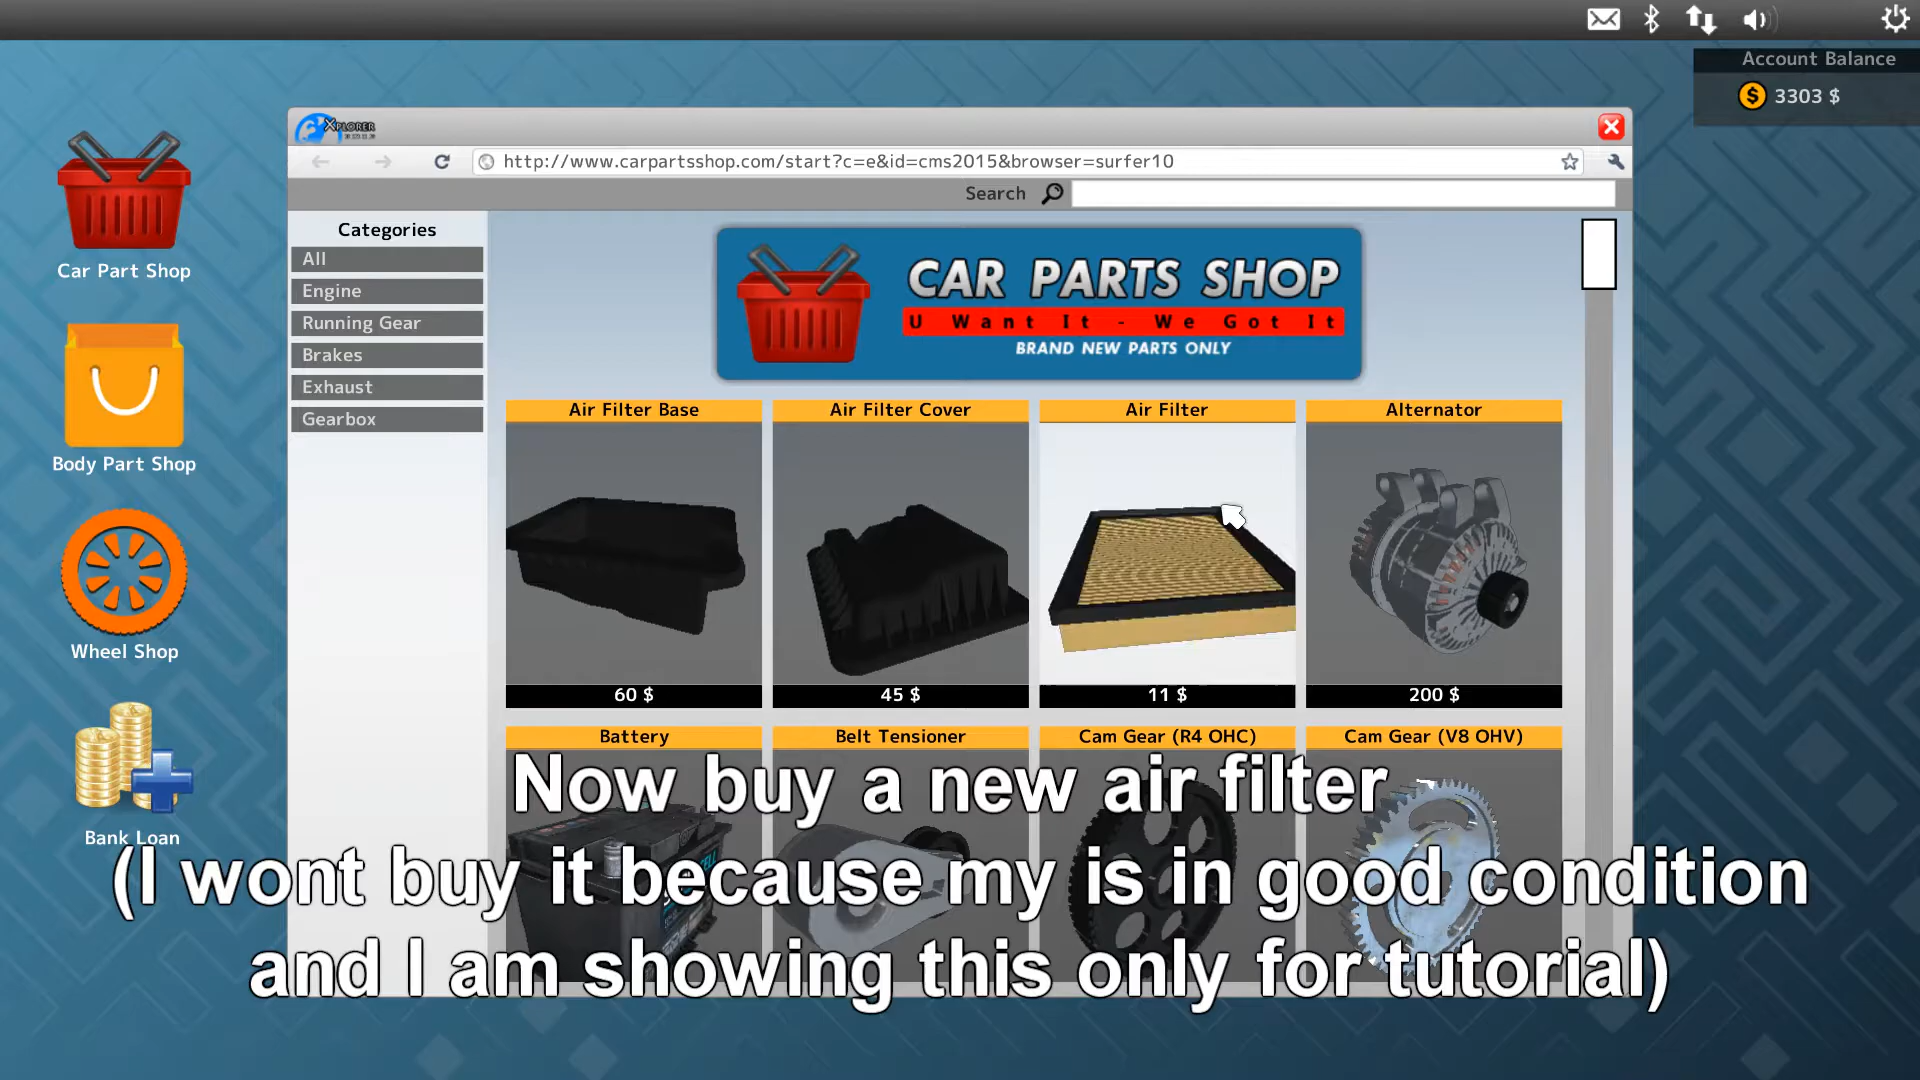 Account Balance
3303 $
XPLORER
http://www.carpartsshop.com/start?c=e&id=cms2015&browser=surfer10
Search
Categories
All
Engine
Running Gear
Brakes
Exhaust
Gearbox
Car Part Shop
Body Part Shop
Wheel Shop
Bank Loan
CAR PARTS SHOP
U Want It - We Got It
BRAND NEW PARTS ONLY
Air Filter Base
60 $
Air Filter Cover
45 $
Air Filter
11 $
Alternator
200 $
Battery
Belt Tensioner
Cam Gear (R4 OHC)
Cam Gear (V8 OHV)
Now buy a new air filter
(I wont buy it because my is in good condition
and I am showing this only for tutorial)